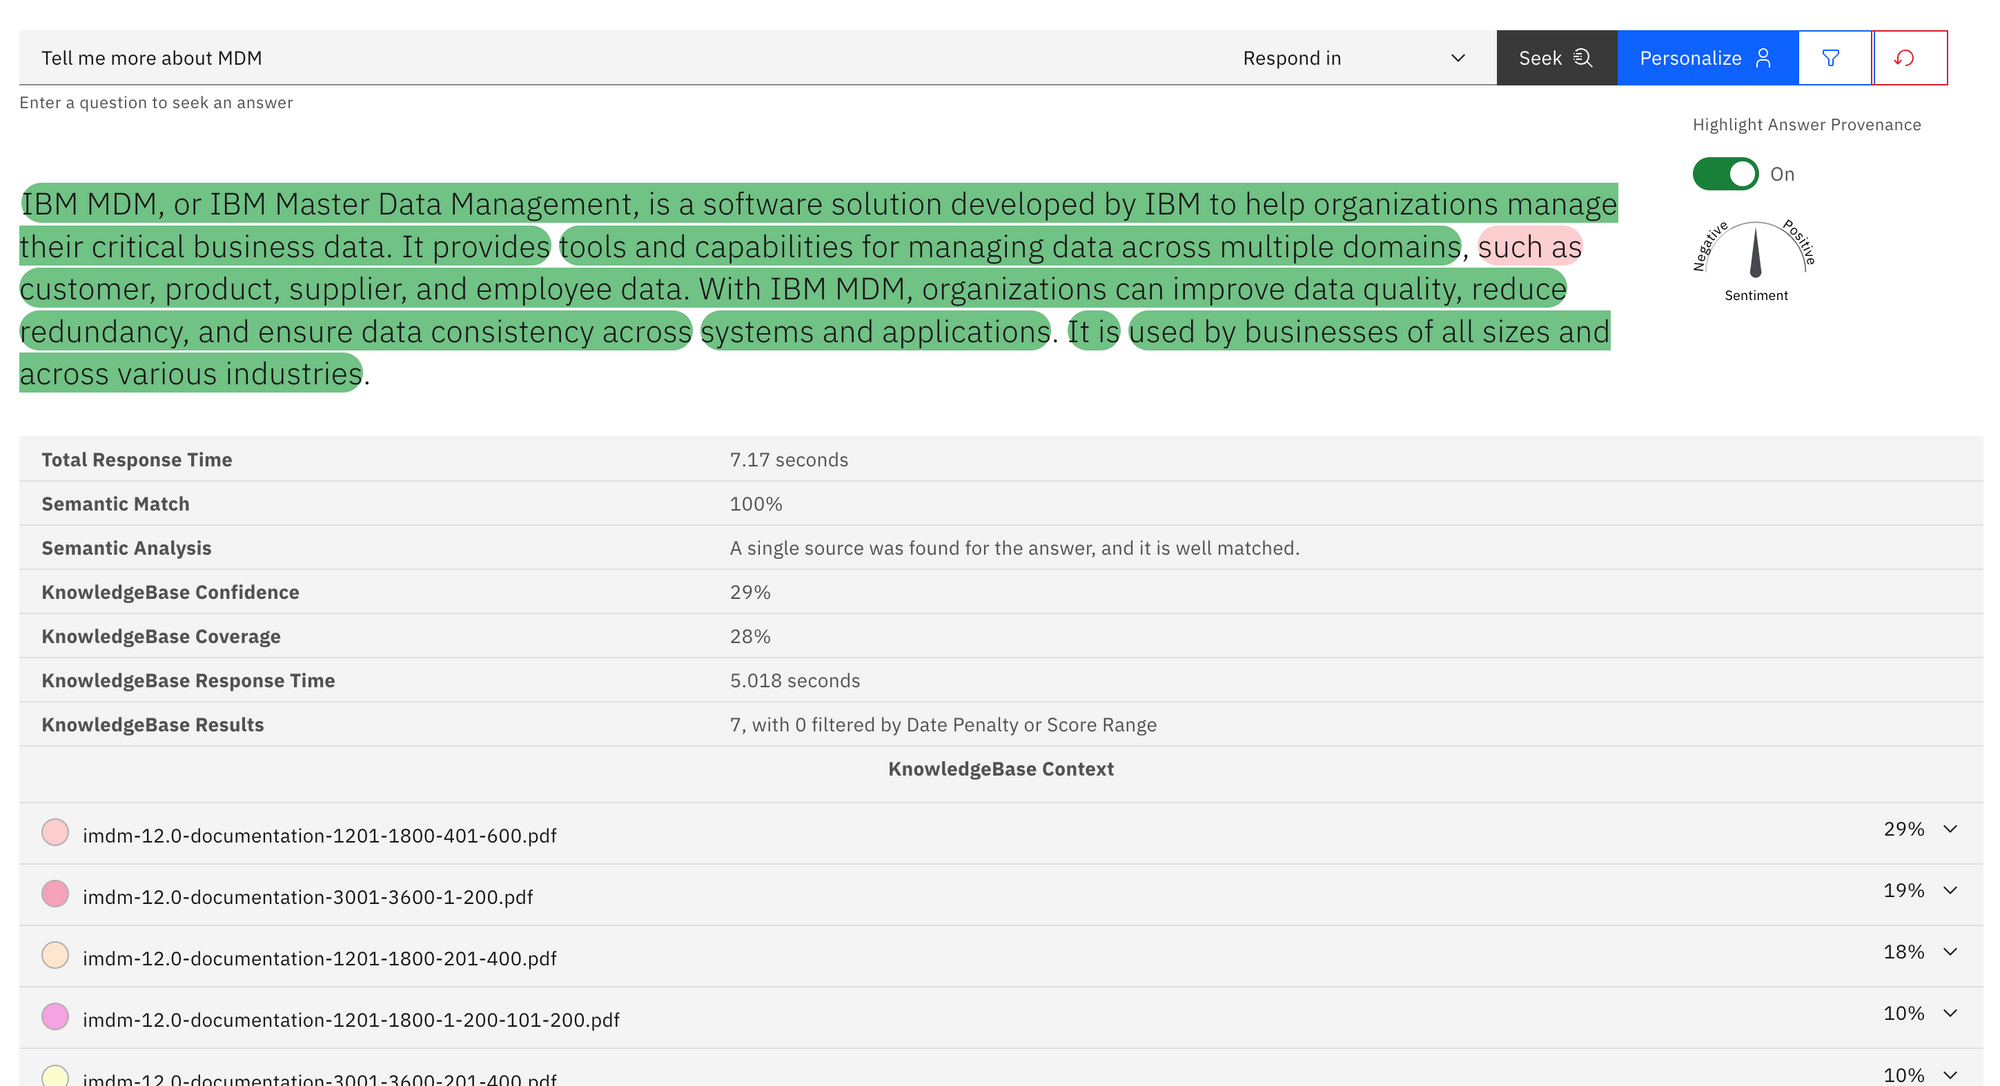 Tell me more about MDM
Respond in
Seek
Personalize
Enter a question to seek an answer
Highlight Answer Provenance
On
Negative
Positive
Sentiment
IBM MDM, or IBM Master Data Management, is a software solution developed by IBM to help organizations manage
their critical business data. It provides tools and capabilities for managing data across multiple domains, such as
customer, product, supplier, and employee data. With IBM MDM, organizations can improve data quality, reduce
redundancy, and ensure data consistency across systems and applications. It is used by businesses of all sizes and
across various industries.
Total Response Time 7.17 seconds
Semantic Match 100%
Semantic Analysis A single source was found for the answer, and it is well matched.
KnowledgeBase Confidence 29%
KnowledgeBase Coverage 28%
KnowledgeBase Response Time 5.018 seconds
KnowledgeBase Results 7, with 0 filtered by Date Penalty or Score Range
KnowledgeBase Context
imdm-12.0-documentation-1201-1800-401-600.pdf 29%
imdm-12.0-documentation-3001-3600-1-200.pdf 19%
imdm-12.0-documentation-1201-1800-201-400.pdf 18%
imdm-12.0-documentation-1201-1800-1-200-101-200.pdf 10%
imdm-12.0-documentation-3001-3600-201-400.pdf 10%